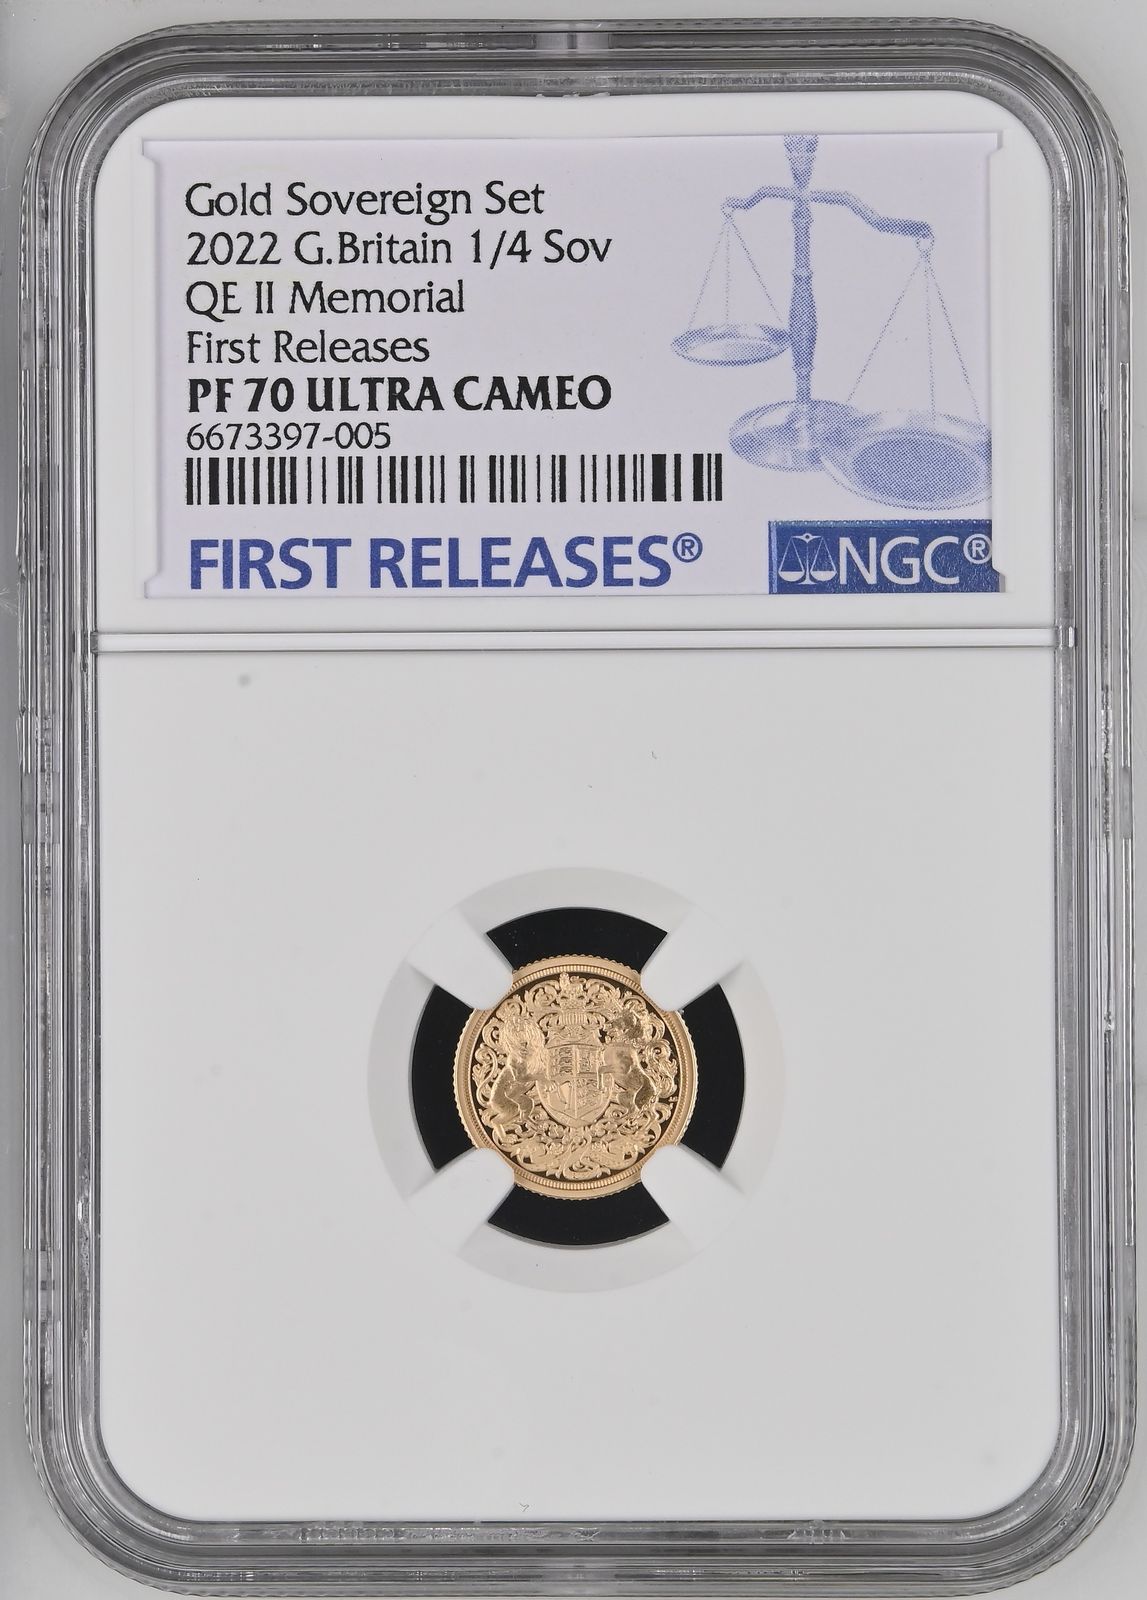 Gold Sovereign Set
2022 G.Britain 1/4 Sov
QE II Memorial
First Releases
PF 70 ULTRA CAMEO
6673397-005
FIRST RELEASES®
NGC®